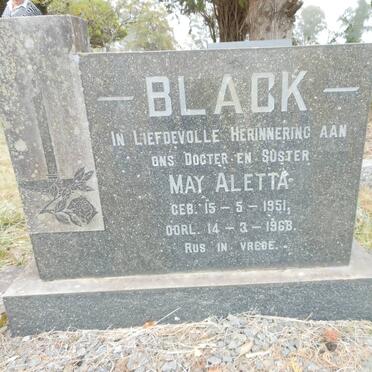 — BLACK —
IN LIEFDEVOLLE HERINNERING AAN
ONS DOGTER EN SUSTER
MAY ALETTA
GEB. 15-5-1951,
OORL. 14-3-1968.
RUS IN VREDE.